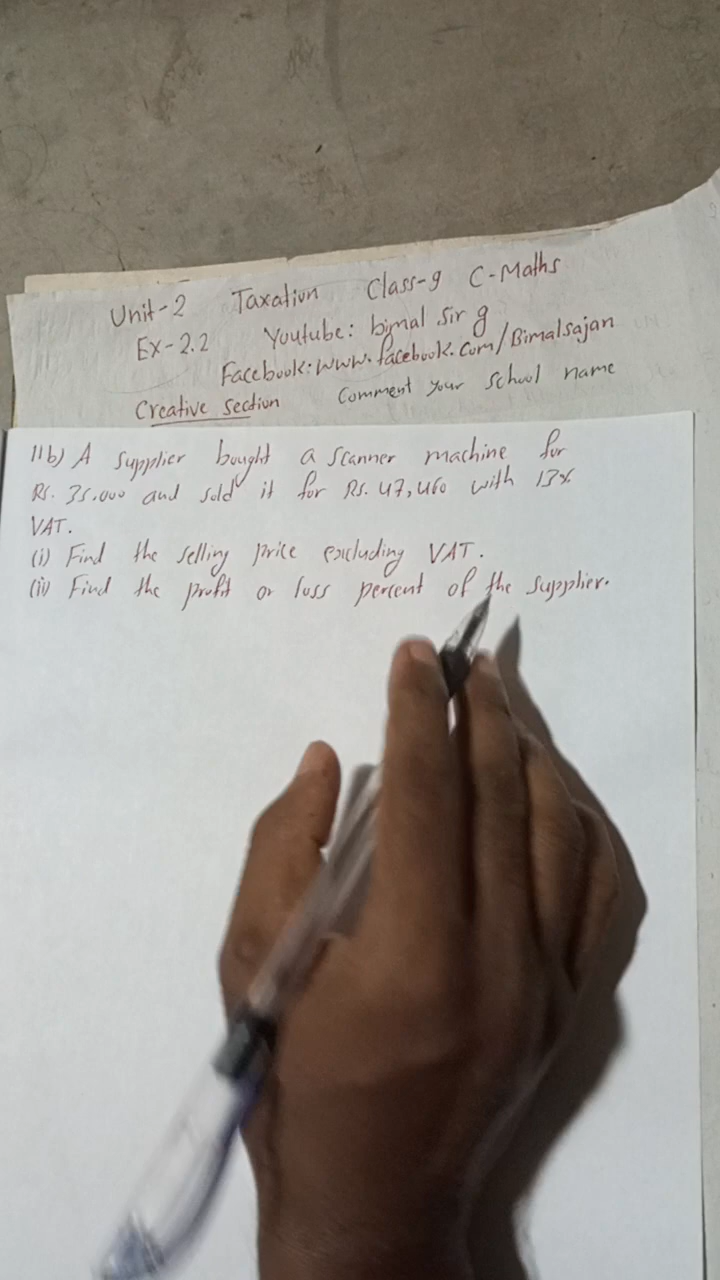 Unit-2 Taxation Class-9 C-Maths
Ex-2.2 Youtube: bimal sir g
Facebook: www.facebook.com/Bimalsajan
Creative section Comment your school name
11b) A supplier bought a scanner machine for
Rs. 35,000 and sold it for Rs. 47,460 with 13%
VAT.
(i) Find the selling price excluding VAT.
(ii) Find the profit or loss percent of the supplier.